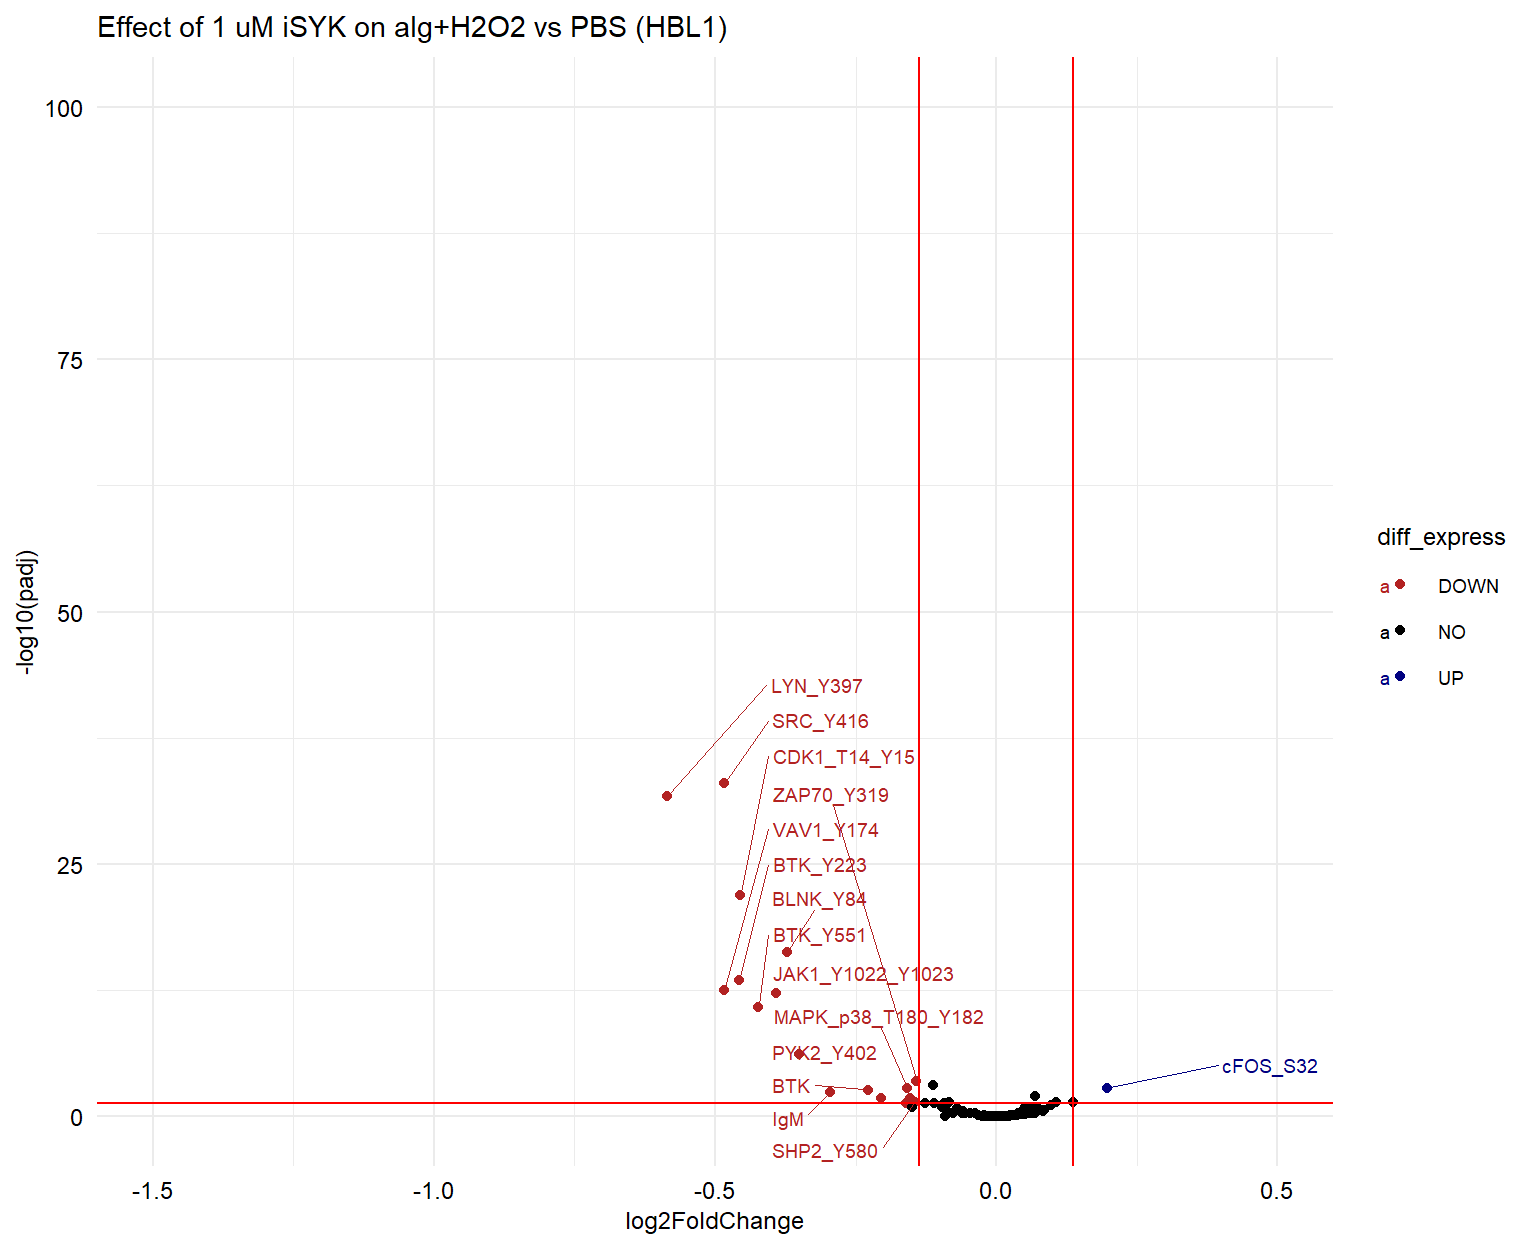 Effect of 1 uM iSYK on alg+H2O2 vs PBS (HBL1)
100
75
50
25
0
-log10(padj)
LYN_Y397
SRC_Y416
CDK1_T14_Y15
ZAP70_Y319
VAV1_Y174
BTK_Y223
BLNK_Y84
BTK_Y551
JAK1_Y1022_Y1023
MAPK_p38_T180_Y182
PYK2_Y402
BTK
IgM
SHP2_Y580
cFOS_S32
-1.5
-1.0
-0.5
0.0
0.5
log2FoldChange
diff_express
a DOWN
a NO
a UP